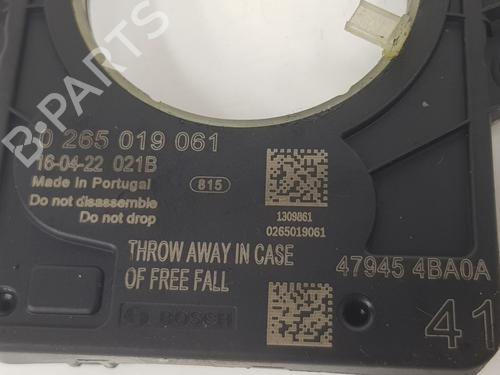 B-PARTS
0 265 019 061
16-04-22 021B
Made in Portugal
815
Do not disassemble
Do not drop
1309861
0265019061
THROW AWAY IN CASE
OF FREE FALL
47945 4BA0A
BOSCH
41